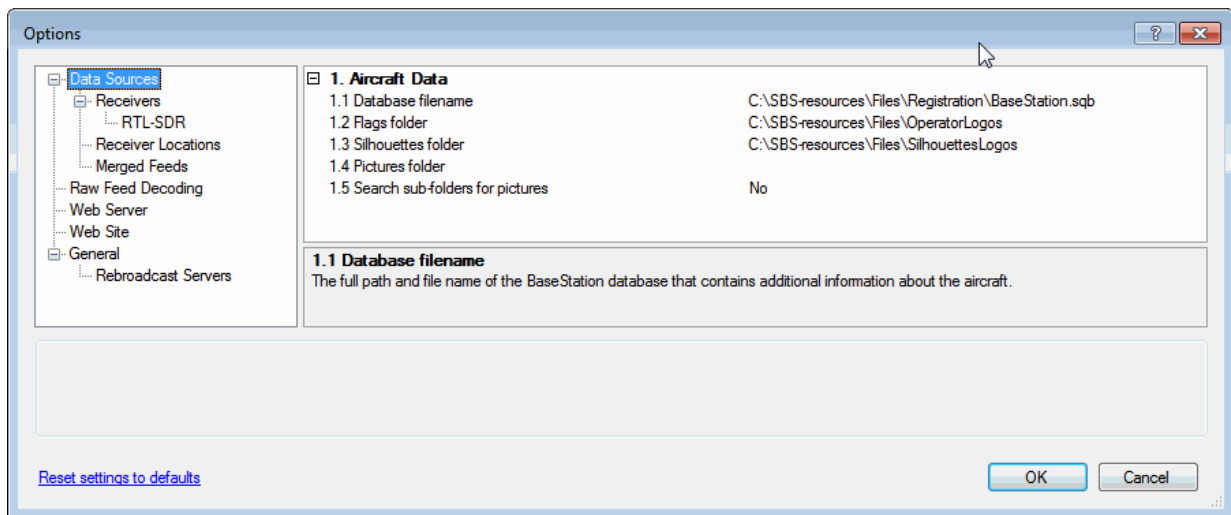 Options
Data Sources
Receivers
RTL-SDR
Receiver Locations
Merged Feeds
Raw Feed Decoding
Web Server
Web Site
General
Rebroadcast Servers
1. Aircraft Data
1.1 Database filename C:\SBS-resources\Files\Registration\BaseStation.sqb
1.2 Flags folder C:\SBS-resources\Files\OperatorLogos
1.3 Silhouettes folder C:\SBS-resources\Files\SilhouettesLogos
1.4 Pictures folder
1.5 Search sub-folders for pictures No
1.1 Database filename
The full path and file name of the BaseStation database that contains additional information about the aircraft.
Reset settings to defaults
OK
Cancel